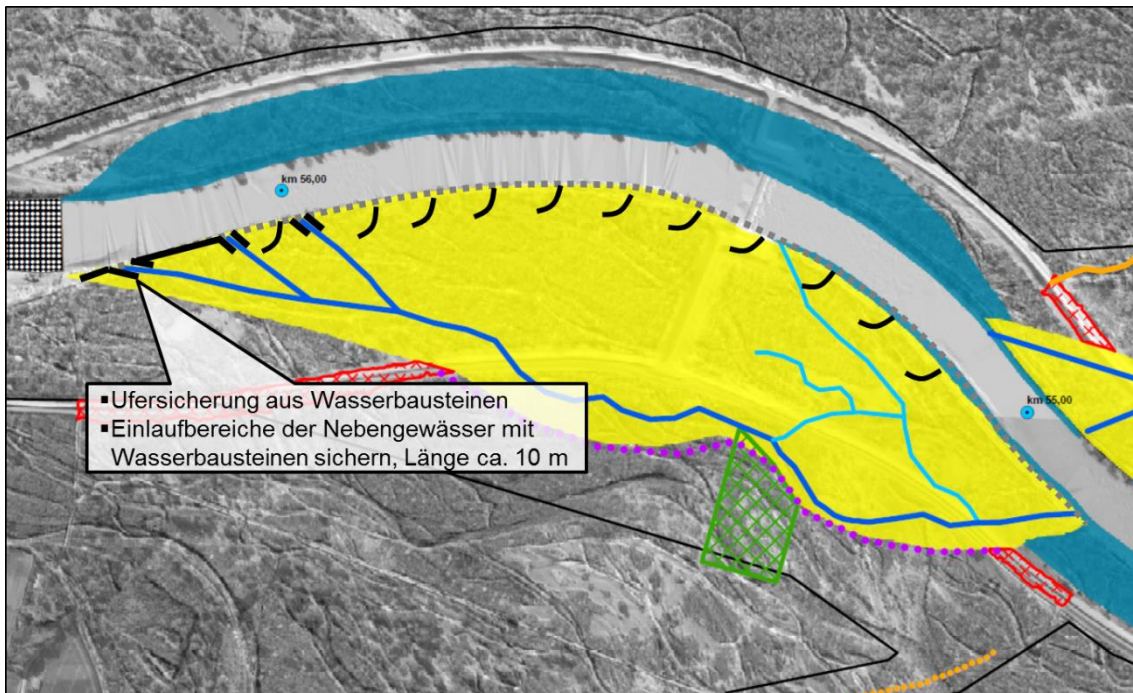 km 56,00
km 55,00
▪Ufersicherung aus Wasserbausteinen
▪Einlaufbereiche der Nebengewässer mit
Wasserbausteinen sichern, Länge ca. 10 m